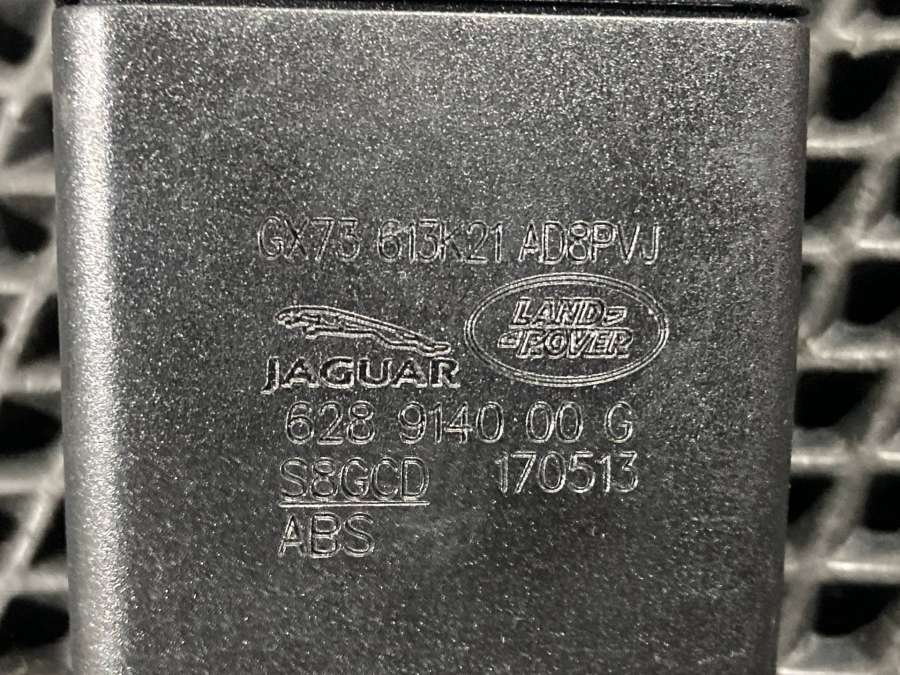 GX73 613K21 AD8PVJ
JAGUAR
LAND-
-ROVER
628 9140 00 G
S8GCD 170513
ABS